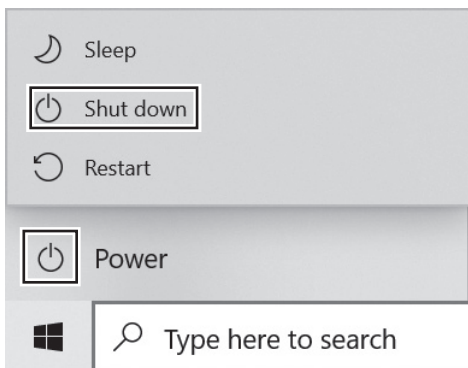 Sleep
Shut down
Restart
Power
Type here to search